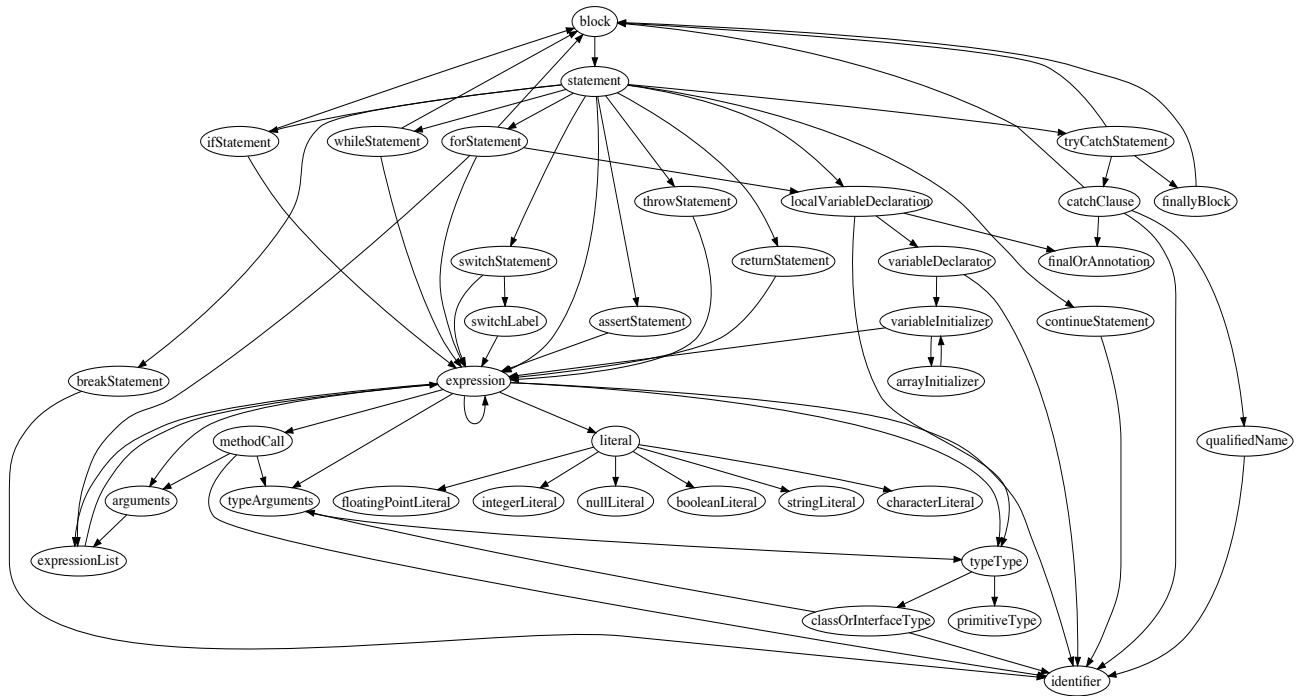 block
statement
ifStatement
whileStatement
forStatement
tryCatchStatement
throwStatement
localVariableDeclaration
catchClause
finallyBlock
switchStatement
returnStatement
variableDeclarator
finalOrAnnotation
switchLabel
assertStatement
variableInitializer
continueStatement
breakStatement
expression
arrayInitializer
methodCall
literal
qualifiedName
arguments
typeArguments
floatingPointLiteral
integerLiteral
nullLiteral
booleanLiteral
stringLiteral
characterLiteral
expressionList
typeType
classOrInterfaceType
primitiveType
identifier